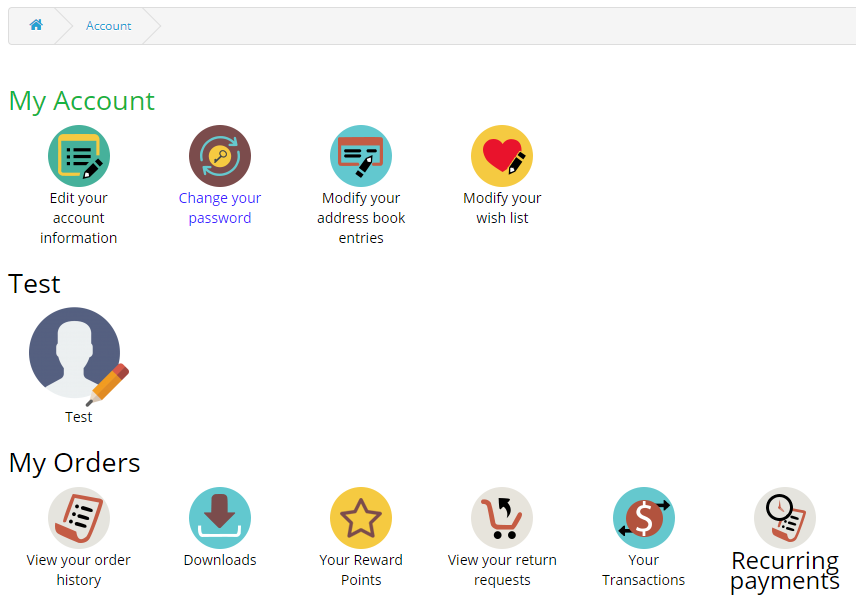 Account
My Account
Edit your
account
information
Change your
password
Modify your
address book
entries
Modify your
wish list
Test
Test
My Orders
View your order
history
Downloads
Your Reward
Points
View your return
requests
Your
Transactions
Recurring
payments